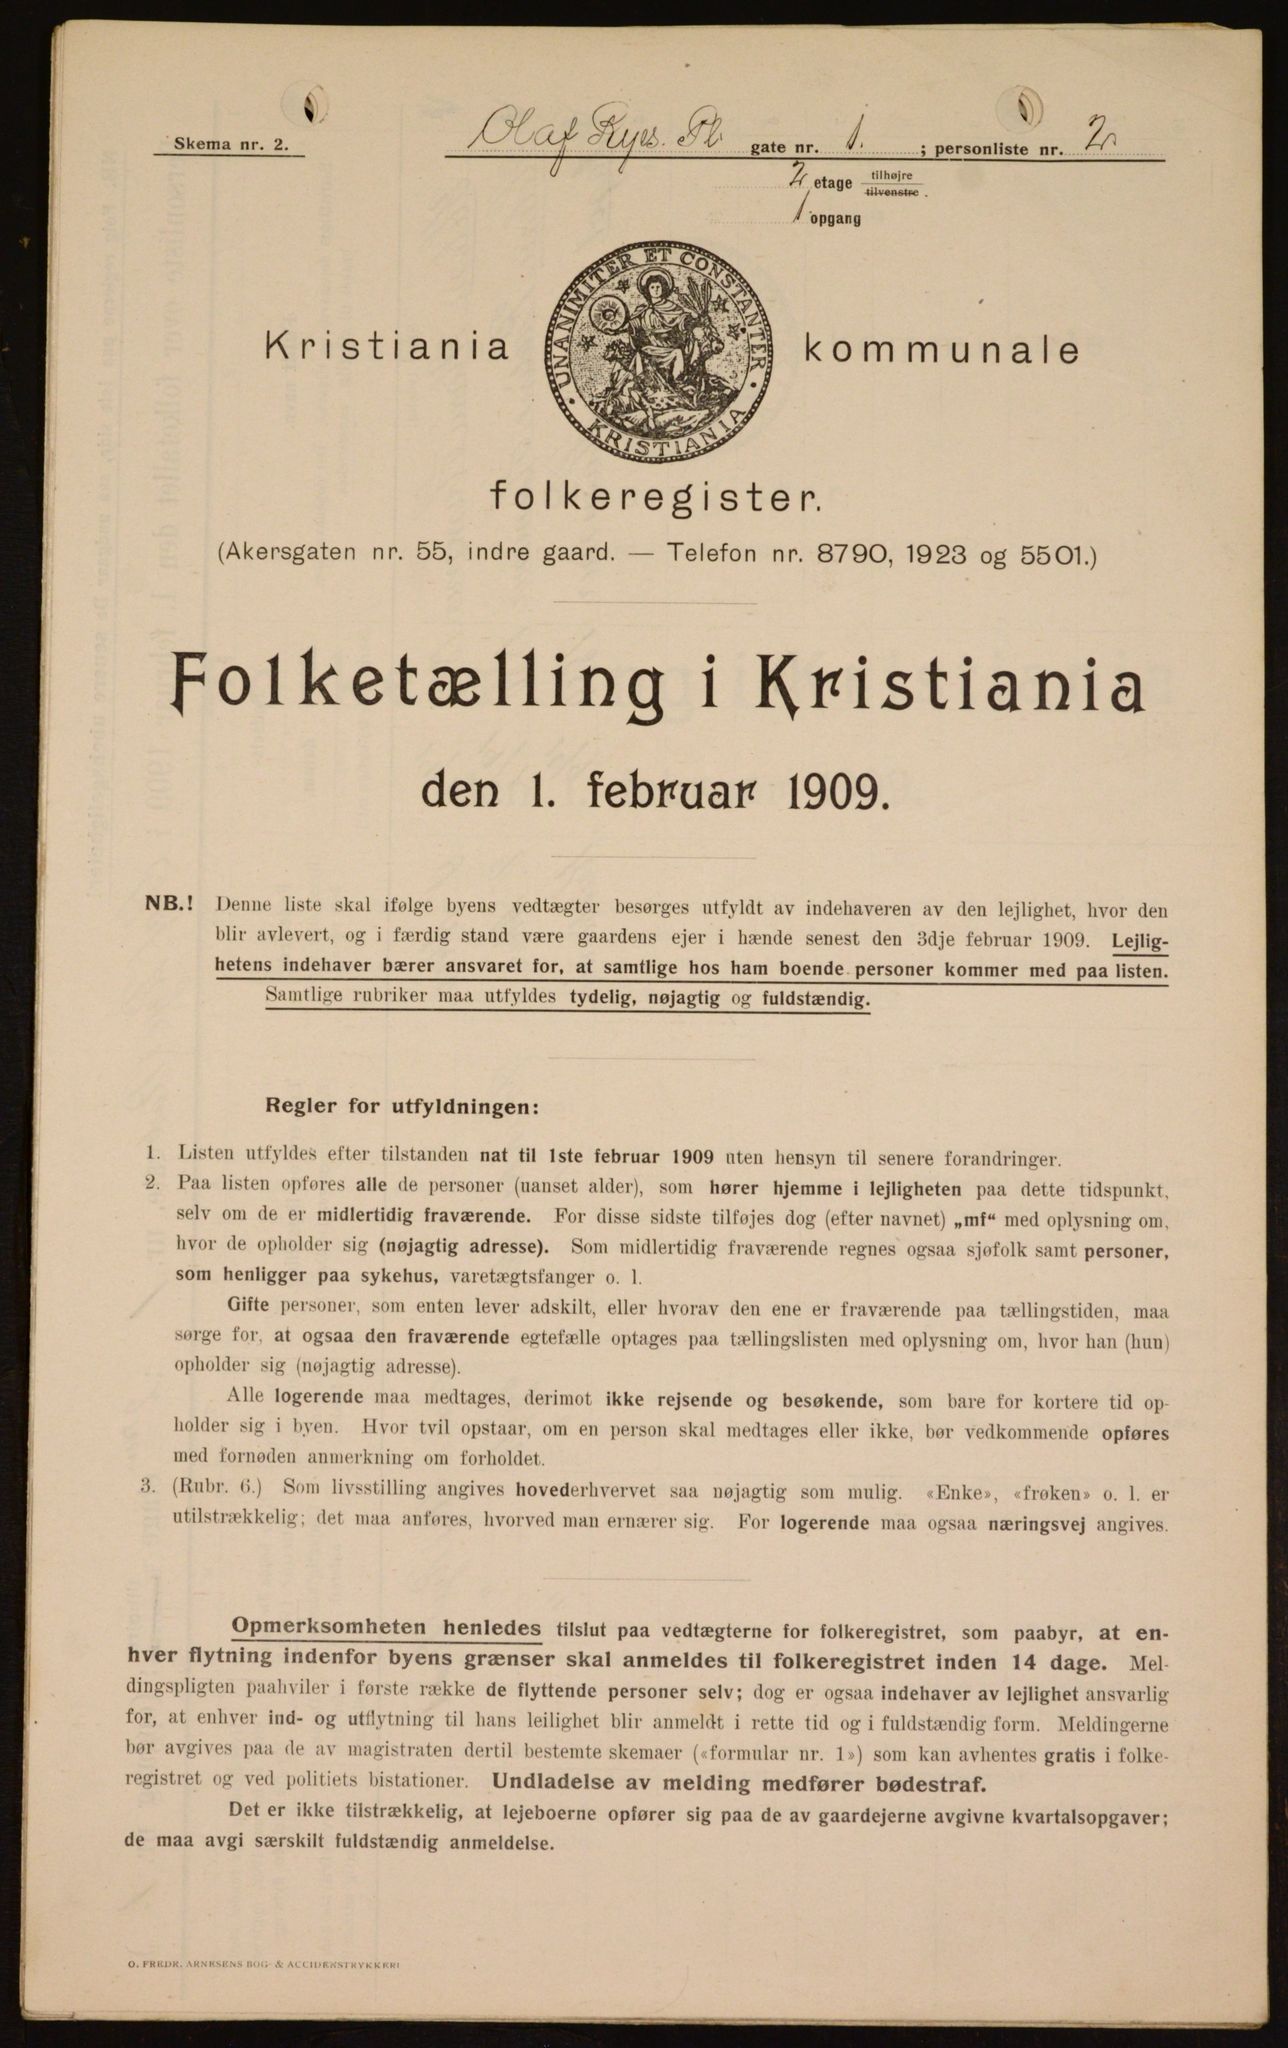 Skema nr. 2.
Olaf Ryes. Pl. gate nr. 1. ; personliste nr. 2
2 etage tilhøjre
tilvenstre.
1 opgang
UNANIMITER ET CONSTANTER
KRISTIANIA
Kristiania kommunale
folkeregister.
(Akersgaten nr. 55, indre gaard. — Telefon nr. 8790, 1923 og 5501.)
Folketælling i Kristiania
den 1. februar 1909.
NB.! Denne liste skal ifølge byens vedtægter besørges utfyldt av indehaveren av den lejlighet, hvor den
blir avlevert, og i færdig stand være gaardens ejer i hænde senest den 3dje februar 1909. Lejlig-
hetens indehaver bærer ansvaret for, at samtlige hos ham boende personer kommer med paa listen.
Samtlige rubriker maa utfyldes tydelig, nøjagtig og fuldstændig.
Regler for utfyldningen:
1. Listen utfyldes efter tilstanden nat til 1ste februar 1909 uten hensyn til senere forandringer.
2. Paa listen opføres alle de personer (uanset alder), som hører hjemme i lejligheten paa dette tidspunkt,
selv om de er midlertidig fraværende. For disse sidste tilføjes dog (efter navnet) „mf“ med oplysning om,
hvor de opholder sig (nøjagtig adresse). Som midlertidig fraværende regnes ogsaa sjøfolk samt personer,
som henligger paa sykehus, varetægtsfanger o. l.
Gifte personer, som enten lever adskilt, eller hvorav den ene er fraværende paa tællingstiden, maa
sørge for, at ogsaa den fraværende egtefælle optages paa tællingslisten med oplysning om, hvor han (hun)
opholder sig (nøjagtig adresse).
Alle logerende maa medtages, derimot ikke rejsende og besøkende, som bare for kortere tid op-
holder sig i byen. Hvor tvil opstaar, om en person skal medtages eller ikke, bør vedkommende opføres
med fornøden anmerkning om forholdet.
3. (Rubr. 6.) Som livsstilling angives hovederhvervet saa nøjagtig som mulig. «Enke», «frøken» o. l. er
utilstrækkelig; det maa anføres, hvorved man ernærer sig. For logerende maa ogsaa næringsvej angives.
Opmerksomheten henledes tilslut paa vedtægterne for folkeregistret, som paabyr, at en-
hver flytning indenfor byens grænser skal anmeldes til folkeregistret inden 14 dage. Mel-
dingspligten paahviler i første række de flyttende personer selv; dog er ogsaa indehaver av lejlighet ansvarlig
for, at enhver ind- og utflytning til hans leilighet blir anmeldt i rette tid og i fuldstændig form. Meldingerne
bør avgives paa de av magistraten dertil bestemte skemaer («formular nr. 1») som kan avhentes gratis i folke-
registret og ved politiets bistationer. Undladelse av melding medfører bødestraf.
Det er ikke tilstrækkelig, at lejeboerne opfører sig paa de av gaardejerne avgivne kvartalsopgaver;
de maa avgi særskilt fuldstændig anmeldelse.
O. FREDR. ARNESENS BOG- & ACCIDENSTRYKKERI